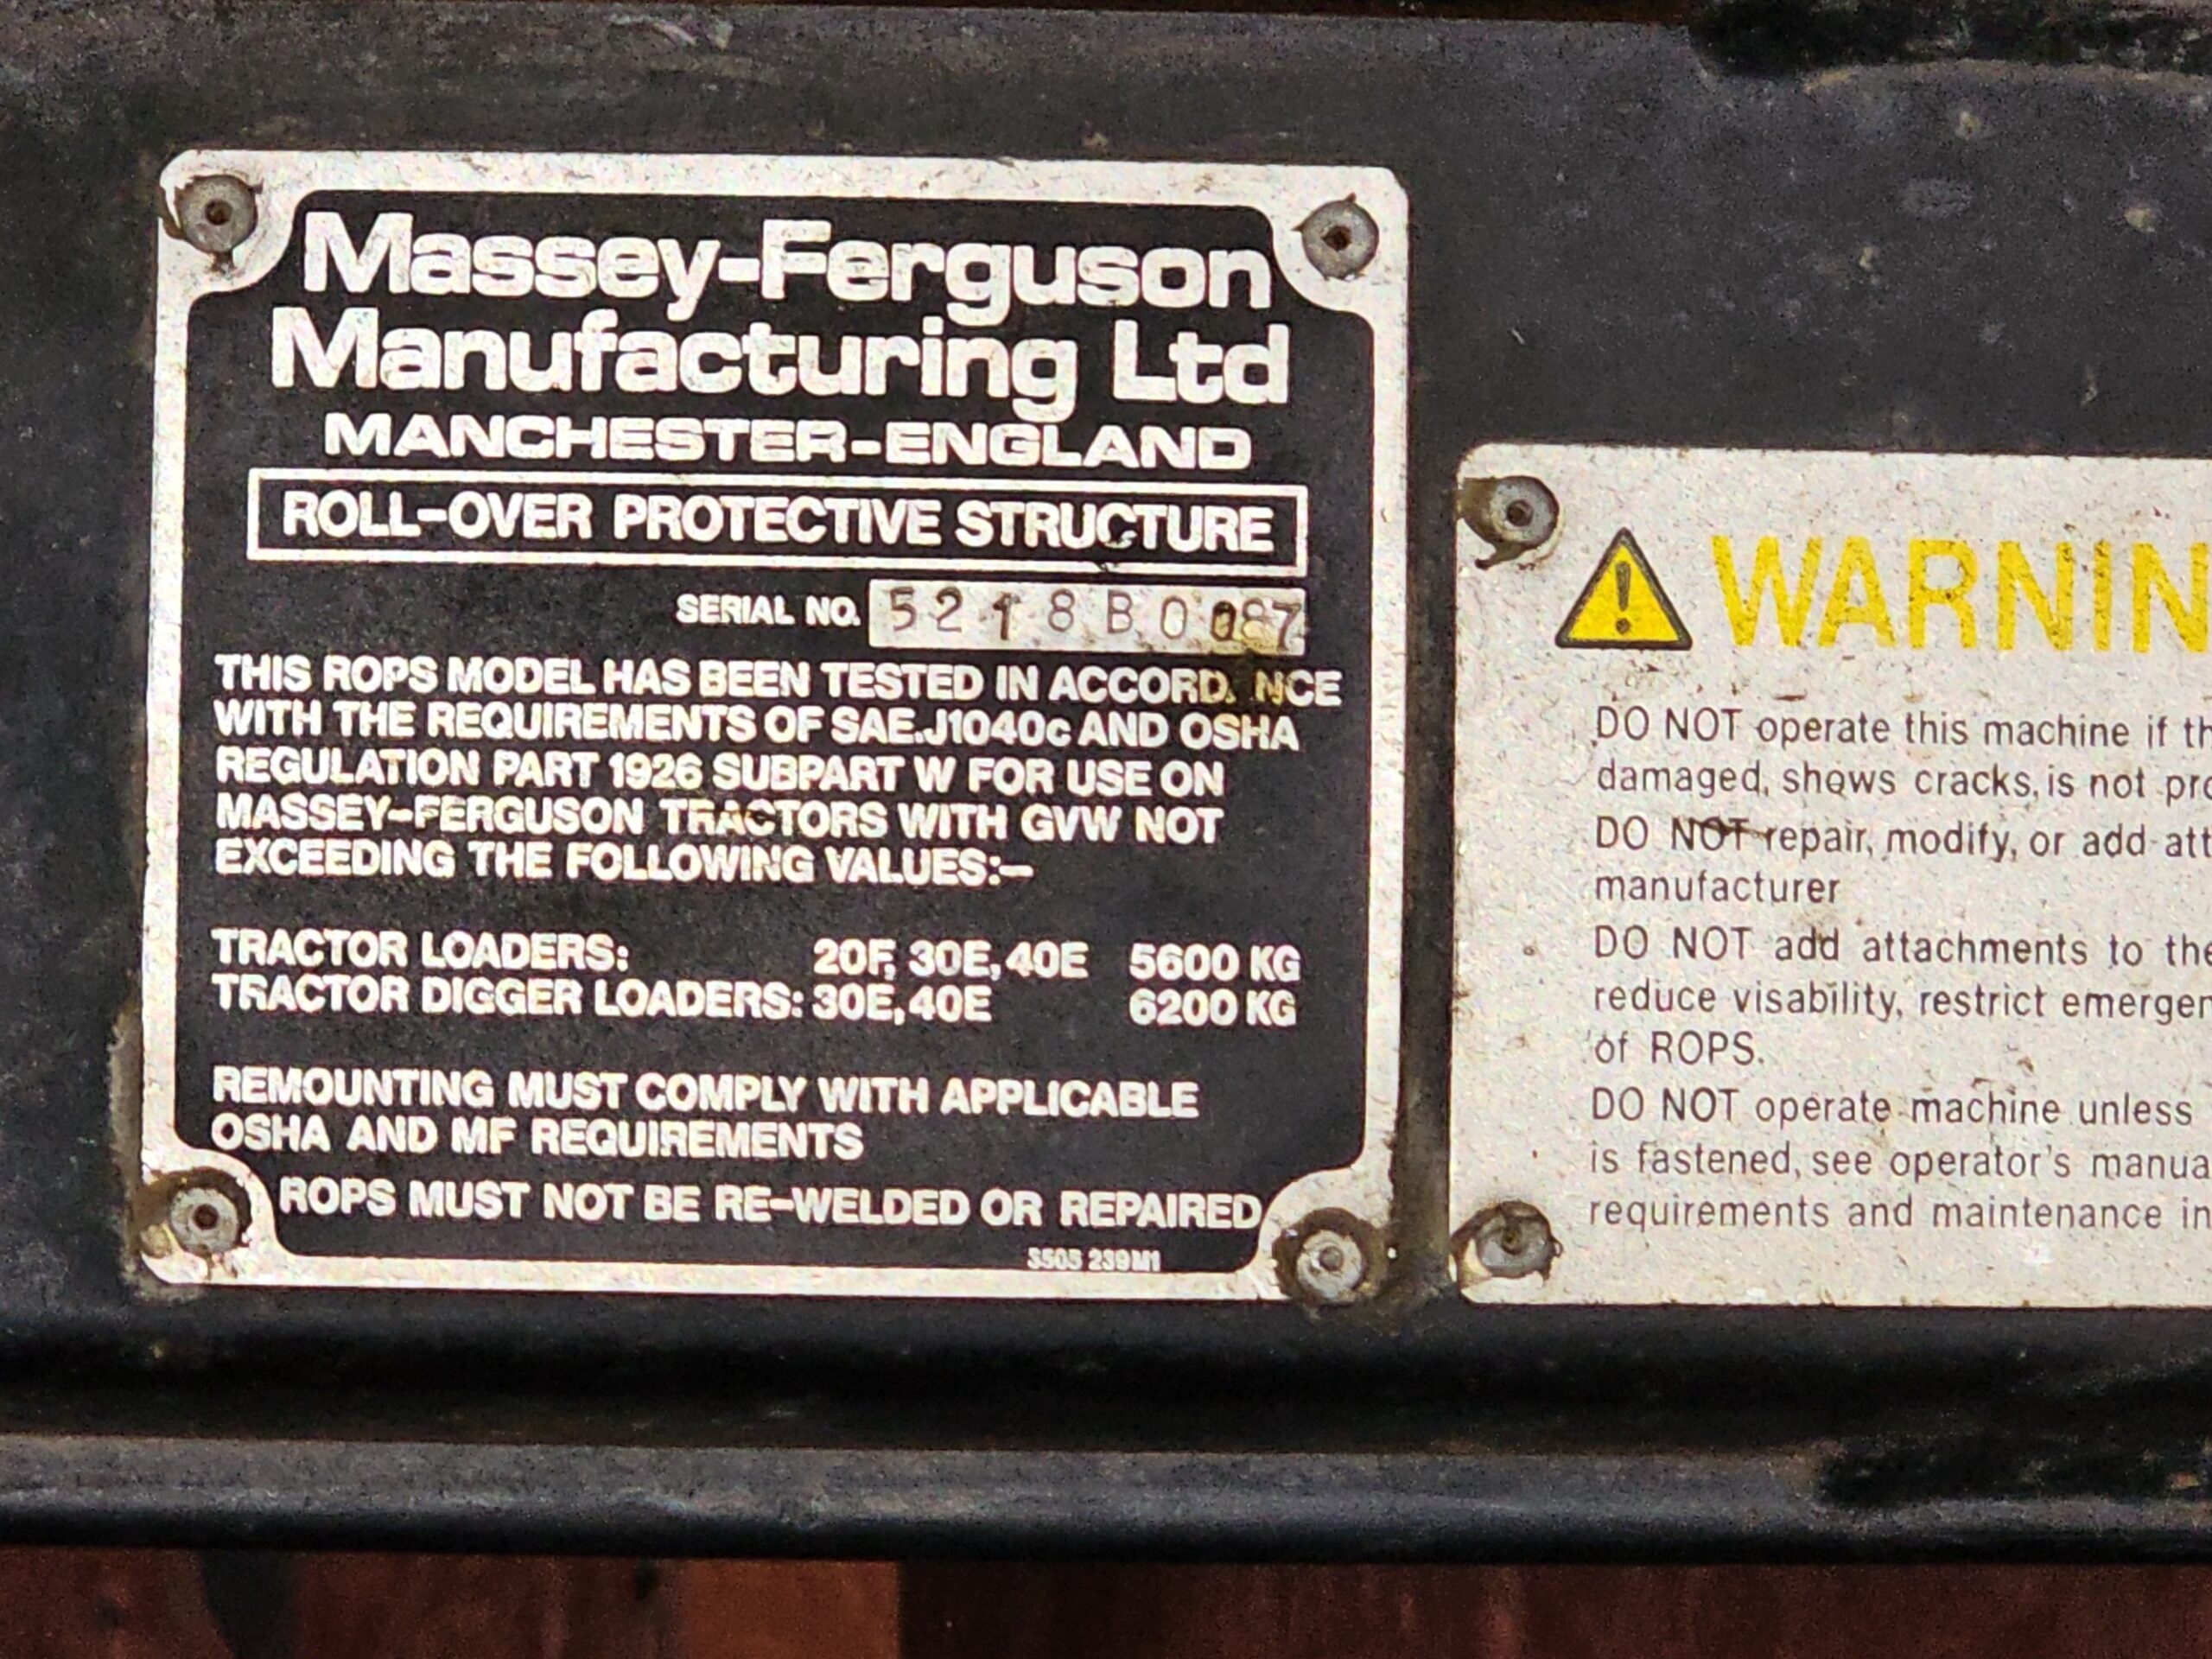 Massey-Ferguson
Manufacturing Ltd
MANCHESTER-ENGLAND
ROLL-OVER PROTECTIVE STRUCTURE
SERIAL NO. 5218B0087
THIS ROPS MODEL HAS BEEN TESTED IN ACCORD NCE
WITH THE REQUIREMENTS OF SAE.J1040c AND OSHA
REGULATION PART 1926 SUBPART W FOR USE ON
MASSEY-FERGUSON TRACTORS WITH GVW NOT
EXCEEDING THE FOLLOWING VALUES:-
TRACTOR LOADERS: 20F, 30E, 40E 5600 KG
TRACTOR DIGGER LOADERS: 30E, 40E 6200 KG
REMOUNTING MUST COMPLY WITH APPLICABLE
OSHA AND MF REQUIREMENTS
ROPS MUST NOT BE RE-WELDED OR REPAIRED
3505 239M1
WARNIN
DO NOT operate this machine if th
damaged, shows cracks, is not pro
DO NOT repair, modify, or add att
manufacturer
DO NOT add attachments to the
reduce visability, restrict emerger
of ROPS.
DO NOT operate machine unless
is fastened, see operator's manua
requirements and maintenance in